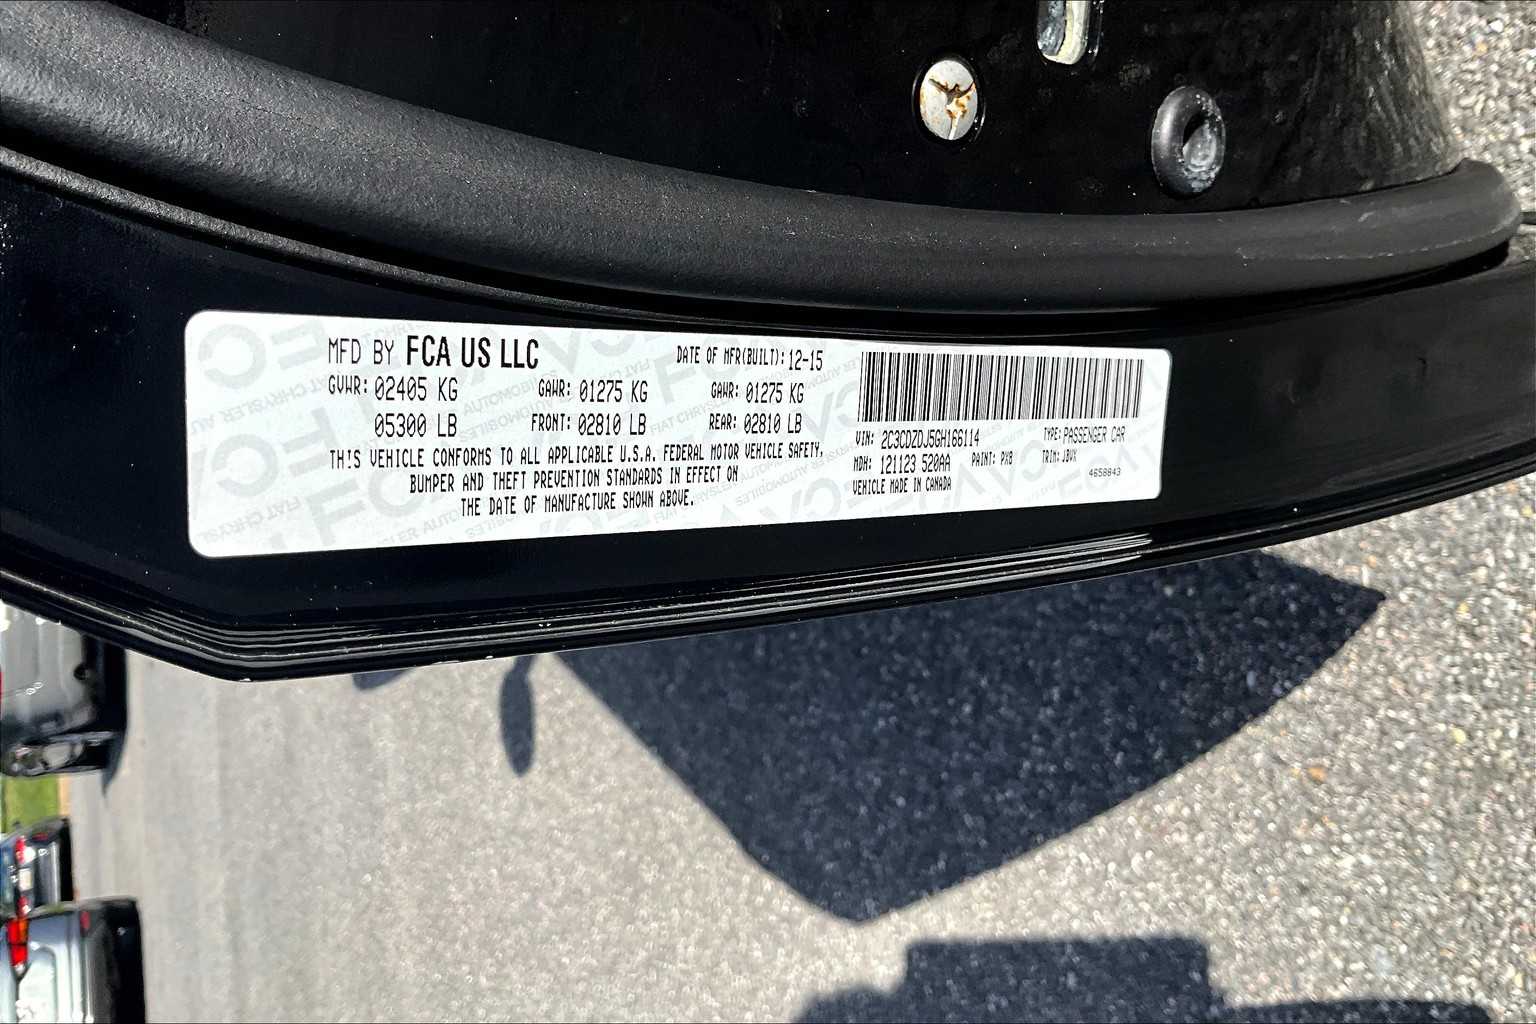 MFD BY FCA US LLC
DATE OF MFR(BUILT): 12-15
GVWR: 02405 KG GAWR: 01275 KG GAWR: 01275 KG
05300 LB FRONT: 02810 LB REAR: 02810 LB
THIS VEHICLE CONFORMS TO ALL APPLICABLE U.S.A. FEDERAL MOTOR VEHICLE SAFETY,
BUMPER AND THEFT PREVENTION STANDARDS IN EFFECT ON
THE DATE OF MANUFACTURE SHOWN ABOVE.
VIN: 2C3CDZDJ5GH166114 TYPE: PASSENGER CAR
MDH: 121123 520AA PAINT: PX8 TRIM: JBVX
4658843
VEHICLE MADE IN CANADA